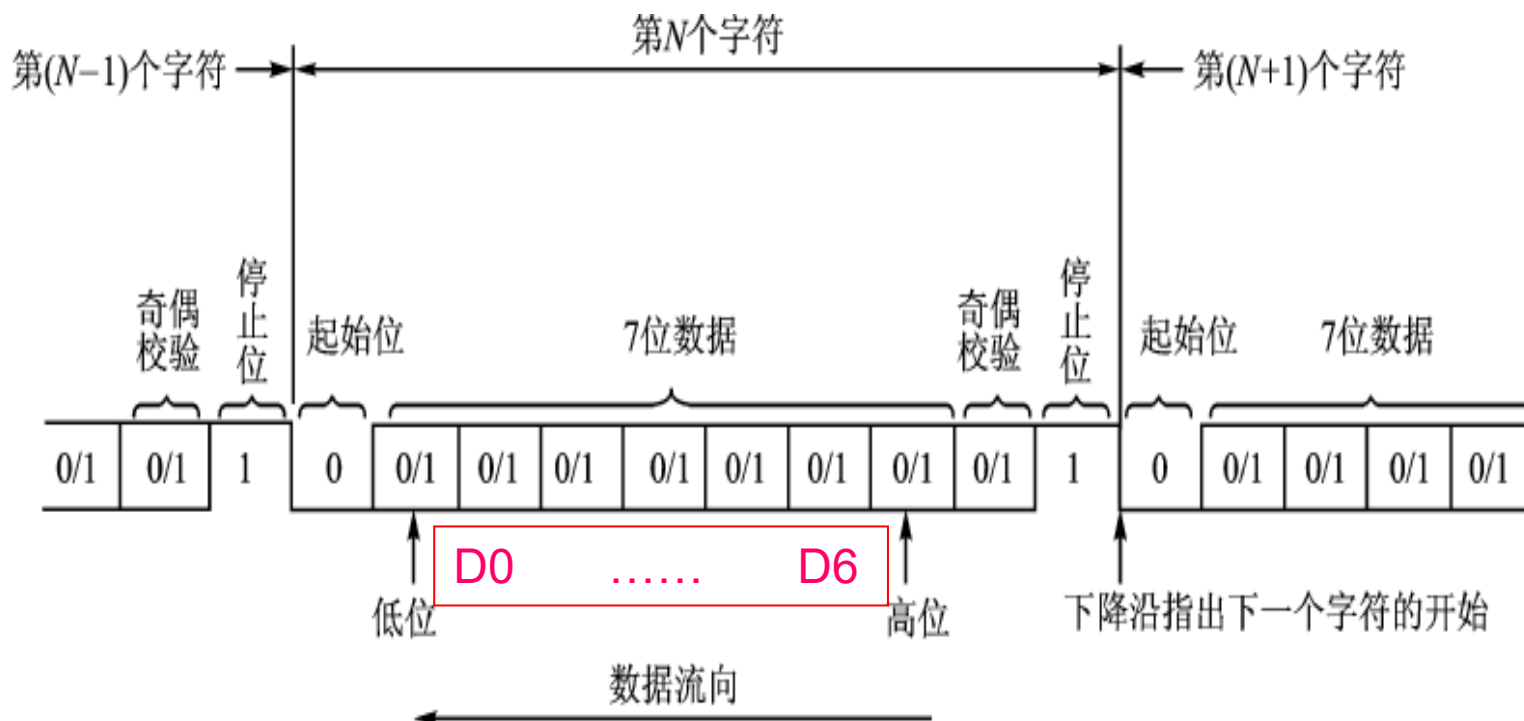 第N个字符
第(N−1)个字符
第(N+1)个字符
奇偶校验
停止位
起始位
7位数据
奇偶校验
停止位
起始位
7位数据
0/1 0/1 1 0 0/1 0/1 0/1 0/1 0/1 0/1 0/1 0/1 1 0 0/1 0/1 0/1 0/1
D0 …… D6
低位
高位
下降沿指出下一个字符的开始
数据流向